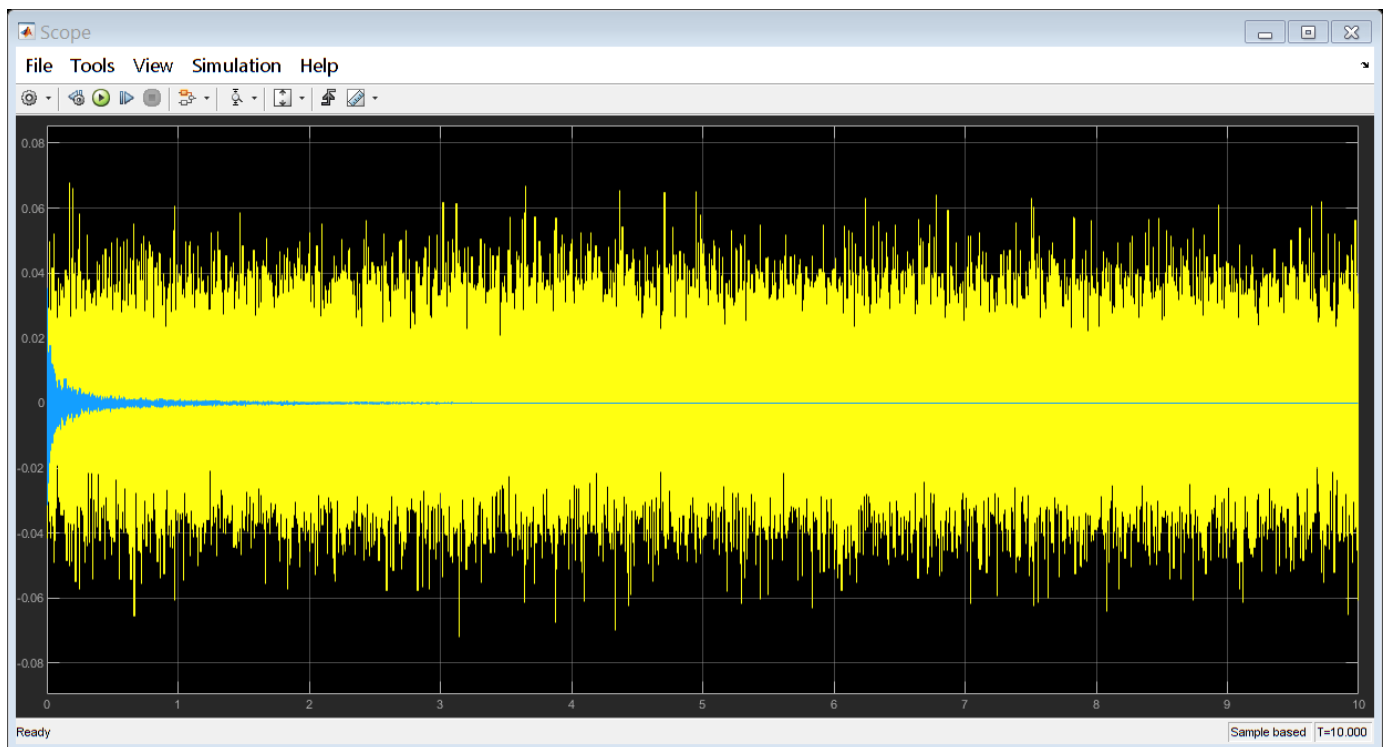 Scope
File Tools View Simulation Help
0.08
0.06
0.04
0.02
0
-0.02
-0.04
-0.06
-0.08
0 1 2 3 4 5 6 7 8 9 10
Ready Sample based T=10.000